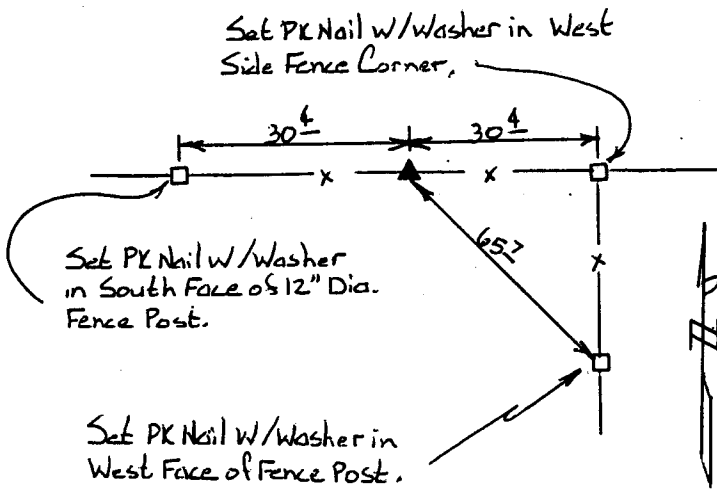 Set PK Nail w/Washer in West
Side Fence Corner.
30 4
30 4
x
x
Set PK Nail w/Washer
in South Face of 12" Dia.
Fence Post.
65.7
x
Set PK Nail w/Washer in
West Face of Fence Post.